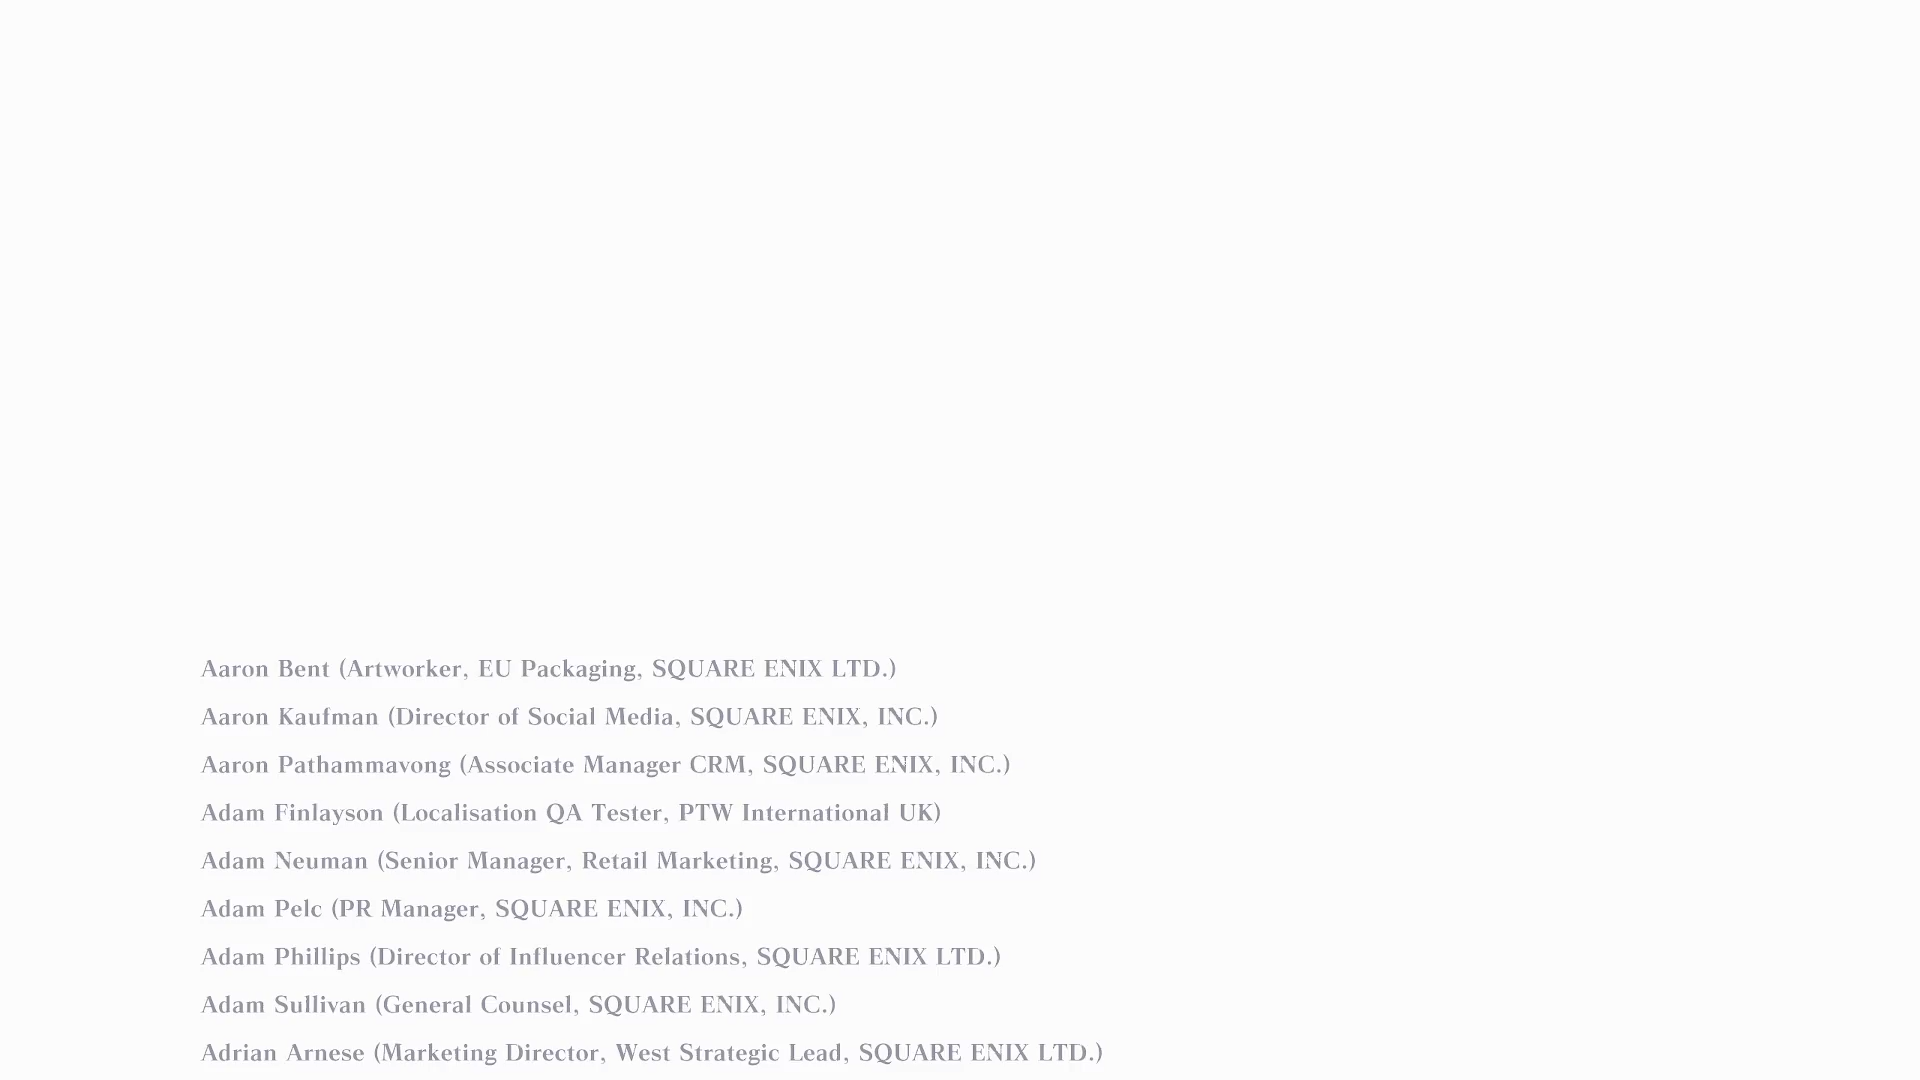 Aaron Bent (Artworker, EU Packaging, SQUARE ENIX LTD.)
Aaron Kaufman (Director of Social Media, SQUARE ENIX, INC.)
Aaron Pathammavong (Associate Manager CRM, SQUARE ENIX, INC.)
Adam Finlayson (Localisation QA Tester, PTW International UK)
Adam Neuman (Senior Manager, Retail Marketing, SQUARE ENIX, INC.)
Adam Pelc (PR Manager, SQUARE ENIX, INC.)
Adam Phillips (Director of Influencer Relations, SQUARE ENIX LTD.)
Adam Sullivan (General Counsel, SQUARE ENIX, INC.)
Adrian Arnese (Marketing Director, West Strategic Lead, SQUARE ENIX LTD.)